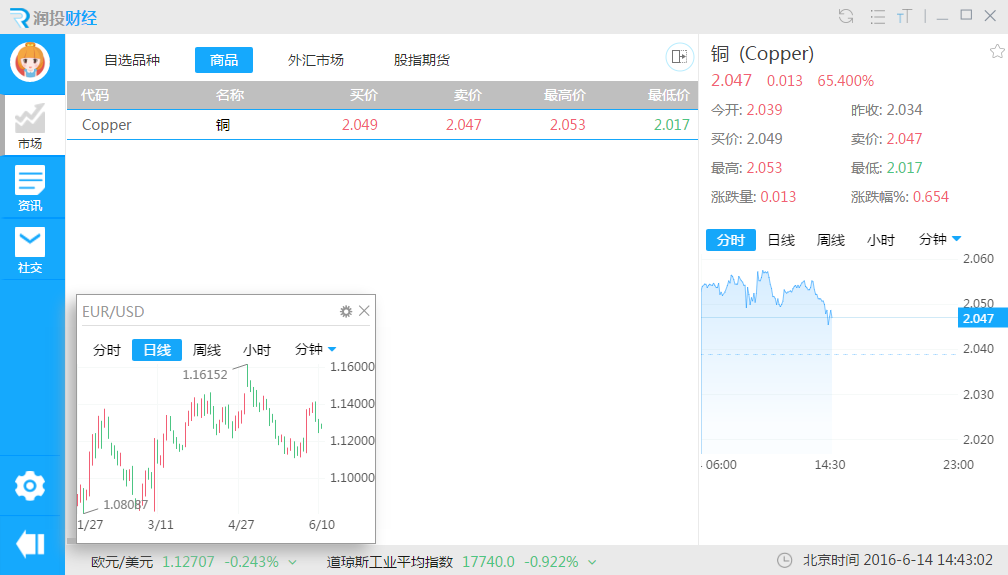 润投财经
TT
自选品种 商品 外汇市场 股指期货
代码 名称 买价 卖价 最高价 最低价
Copper 铜 2.049 2.047 2.053 2.017
市场
资讯
社交
铜 (Copper)
2.047 0.013 65.400%
今开: 2.039 昨收: 2.034
买价: 2.049 卖价: 2.047
最高: 2.053 最低: 2.017
涨跌量: 0.013 涨跌幅%: 0.654
分时 日线 周线 小时 分钟
2.060
2.050
2.047
2.040
2.030
2.020
06:00 14:30 23:00
EUR/USD
分时 日线 周线 小时 分钟
1.16152
1.16000
1.14000
1.12000
1.10000
1.08087
1/27 3/11 4/27 6/10
欧元/美元 1.12707 -0.243% 道琼斯工业平均指数 17740.0 -0.922% 北京时间 2016-6-14 14:43:02